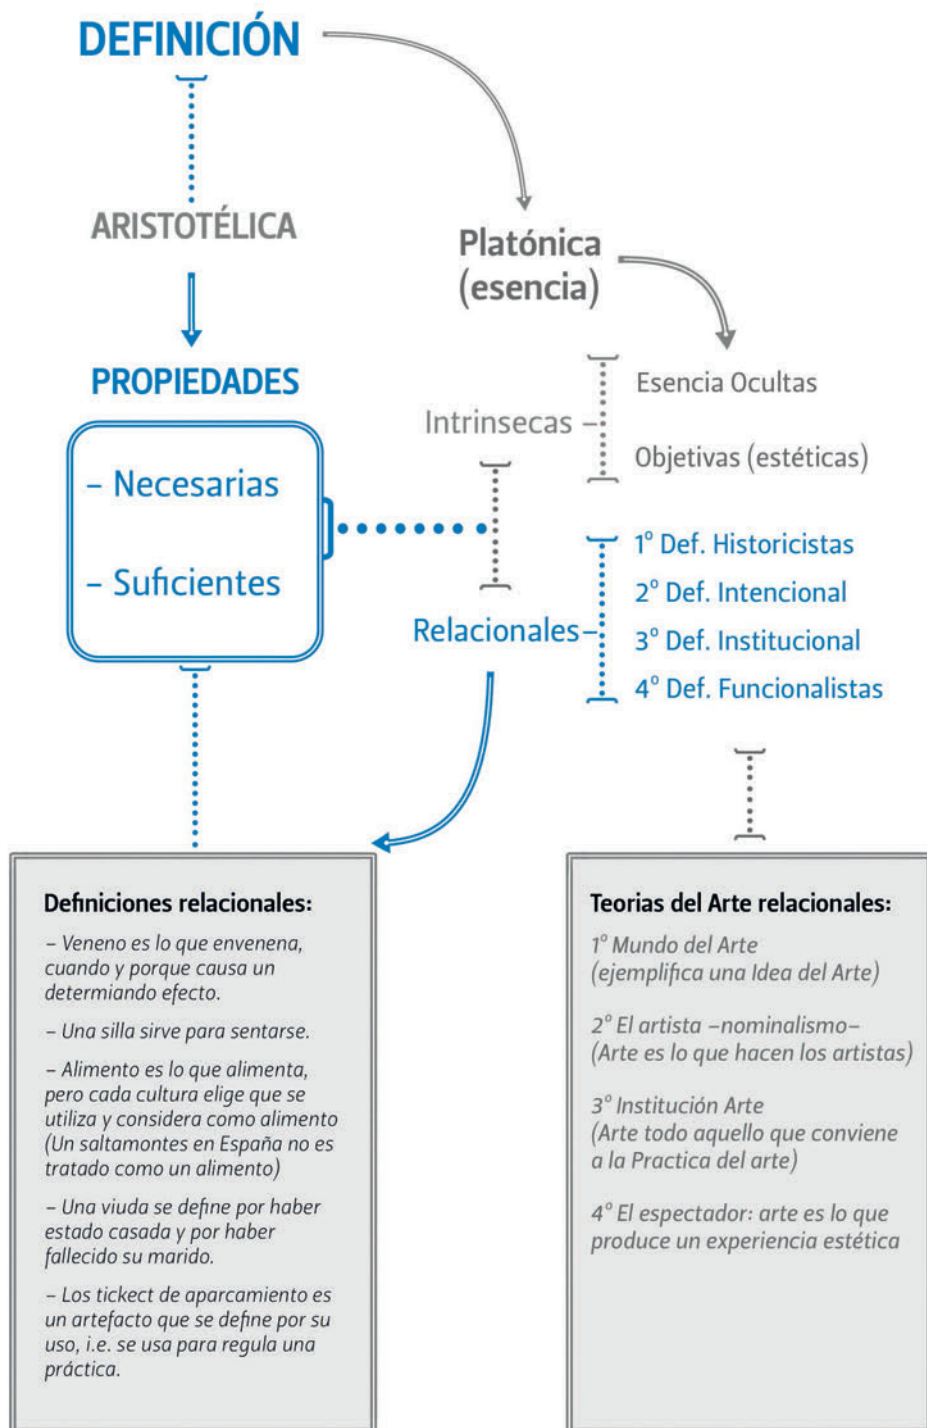 DEFINICIÓN
ARISTOTÉLICA
Platónica
(esencia)
PROPIEDADES
– Necesarias
– Suficientes
Intrinsecas –
Esencia Ocultas
Objetivas (estéticas)
Relacionales–
1º Def. Historicistas
2º Def. Intencional
3º Def. Institucional
4º Def. Funcionalistas
Definiciones relacionales:
– Veneno es lo que envenena,
cuando y porque causa un
determiando efecto.
– Una silla sirve para sentarse.
– Alimento es lo que alimenta,
pero cada cultura elige que se
utiliza y considera como alimento
(Un saltamontes en España no es
tratado como un alimento)
– Una viuda se define por haber
estado casada y por haber
fallecido su marido.
– Los tickect de aparcamiento es
un artefacto que se define por su
uso, i.e. se usa para regula una
práctica.
Teorias del Arte relacionales:
1º Mundo del Arte
(ejemplifica una Idea del Arte)
2º El artista –nominalismo–
(Arte es lo que hacen los artistas)
3º Institución Arte
(Arte todo aquello que conviene
a la Practica del arte)
4º El espectador: arte es lo que
produce un experiencia estética